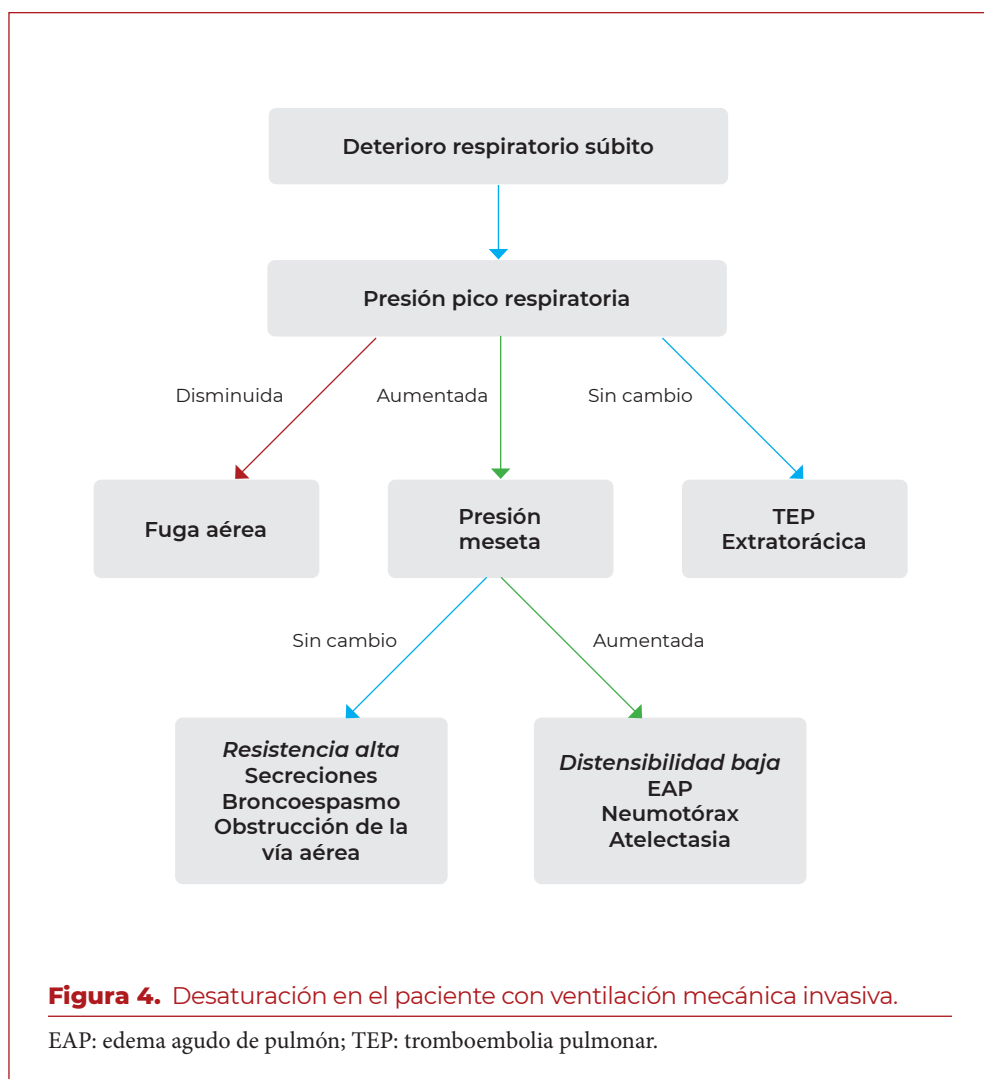 Deterioro respiratorio súbito
Presión pico respiratoria
Disminuida
Aumentada
Sin cambio
Fuga aérea
Presión
meseta
TEP
Extratorácica
Sin cambio
Aumentada
Resistencia alta
Secreciones
Broncoespasmo
Obstrucción de la
vía aérea
Distensibilidad baja
EAP
Neumotórax
Atelectasia
Figura 4. Desaturación en el paciente con ventilación mecánica invasiva.
EAP: edema agudo de pulmón; TEP: tromboembolia pulmonar.